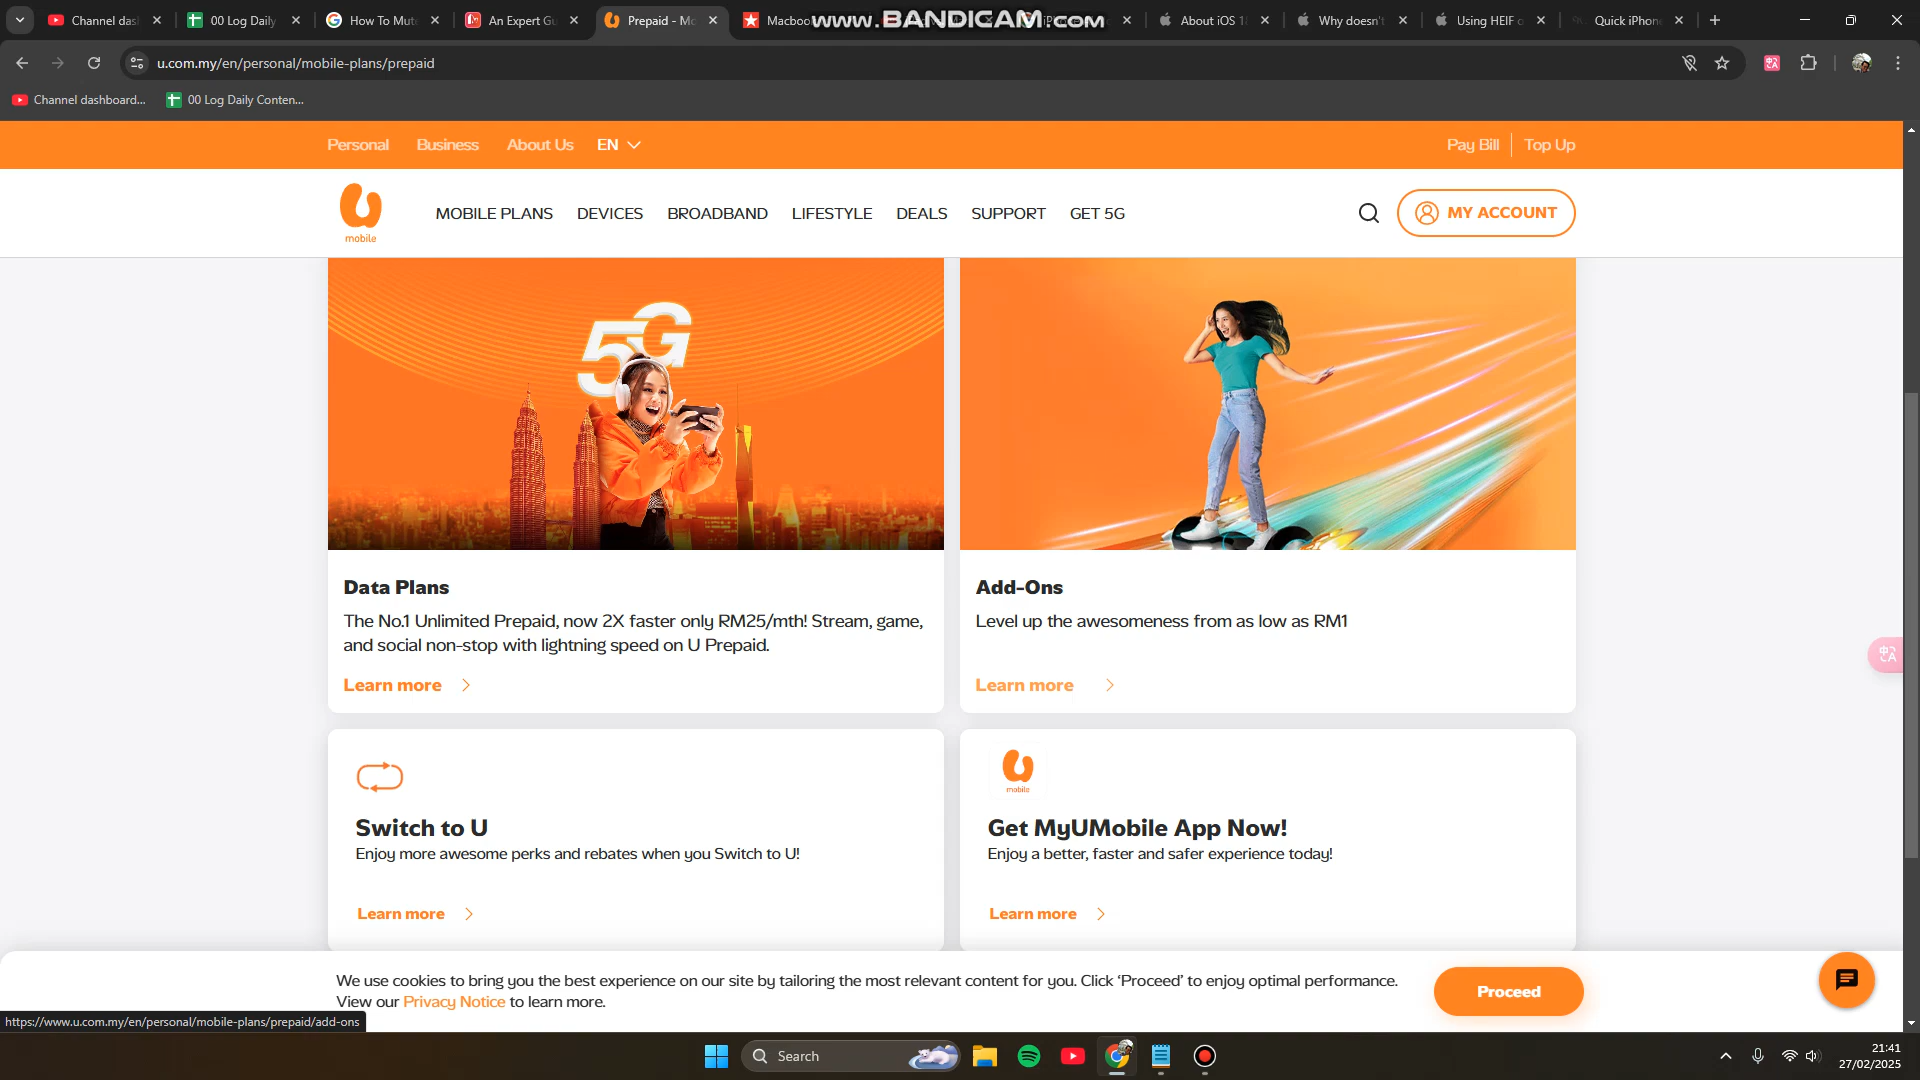 Channel das
00 Log Daily
How To Mute
An Expert Gu
Prepaid - Mo
Macboo
WWW.BANDICAM.COM
About iOS 18
Why doesn't
Using HEIF o
Quick iPhone
u.com.my/en/personal/mobile-plans/prepaid
Channel dashboard...
00 Log Daily Conten...
Personal
Business
About Us
EN
Pay Bill
Top Up
mobile
MOBILE PLANS
DEVICES
BROADBAND
LIFESTYLE
DEALS
SUPPORT
GET 5G
MY ACCOUNT
5G
Data Plans
The No.1 Unlimited Prepaid, now 2X faster only RM25/mth! Stream, game,
and social non-stop with lightning speed on U Prepaid.
Learn more
Add-Ons
Level up the awesomeness from as low as RM1
Learn more
Switch to U
Enjoy more awesome perks and rebates when you Switch to U!
Learn more
mobile
Get MyUMobile App Now!
Enjoy a better, faster and safer experience today!
Learn more
We use cookies to bring you the best experience on our site by tailoring the most relevant content for you. Click ‘Proceed’ to enjoy optimal performance.
View our Privacy Notice to learn more.
Proceed
https://www.u.com.my/en/personal/mobile-plans/prepaid/add-ons
Search
21:41
27/02/2025